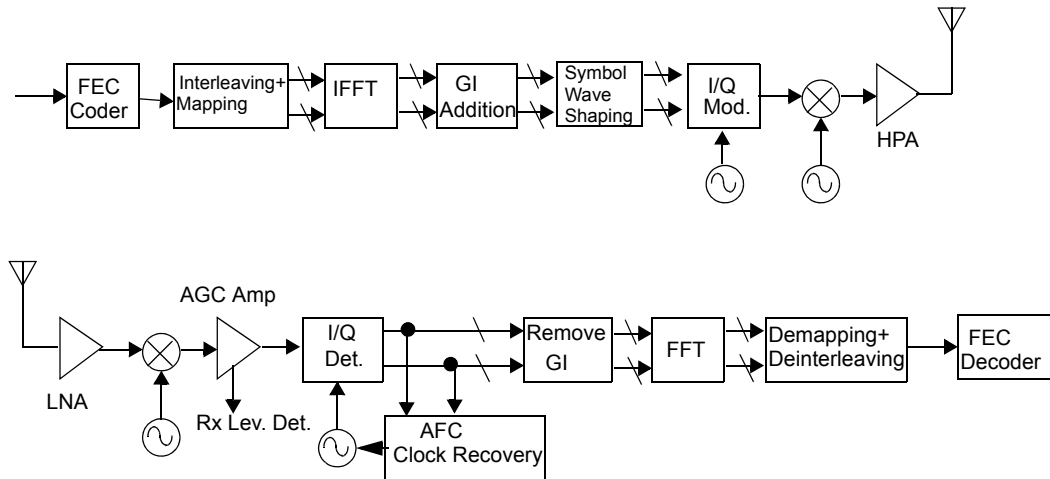 FEC
Coder
Interleaving+
Mapping
IFFT
GI
Addition
Symbol
Wave
Shaping
I/Q
Mod.
HPA
LNA
AGC Amp
Rx Lev. Det.
I/Q
Det.
AFC
Clock Recovery
Remove
GI
FFT
Demapping+
Deinterleaving
FEC
Decoder